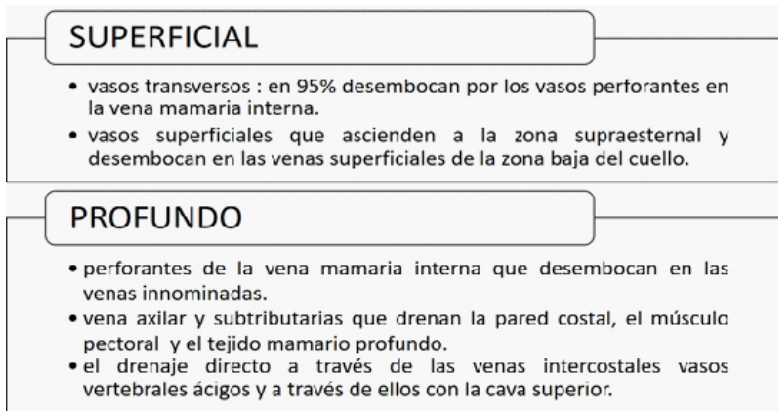 SUPERFICIAL
• vasos transversos : en 95% desembocan por los vasos perforantes en
la vena mamaria interna.
• vasos superficiales que ascienden a la zona supraesternal y
desembocan en las venas superficiales de la zona baja del cuello.
PROFUNDO
• perforantes de la vena mamaria interna que desembocan en las
venas innominadas.
• vena axilar y subtributarias que drenan la pared costal, el músculo
pectoral y el tejido mamario profundo.
• el drenaje directo a través de las venas intercostales vasos
vertebrales ácigos y a través de ellos con la cava superior.